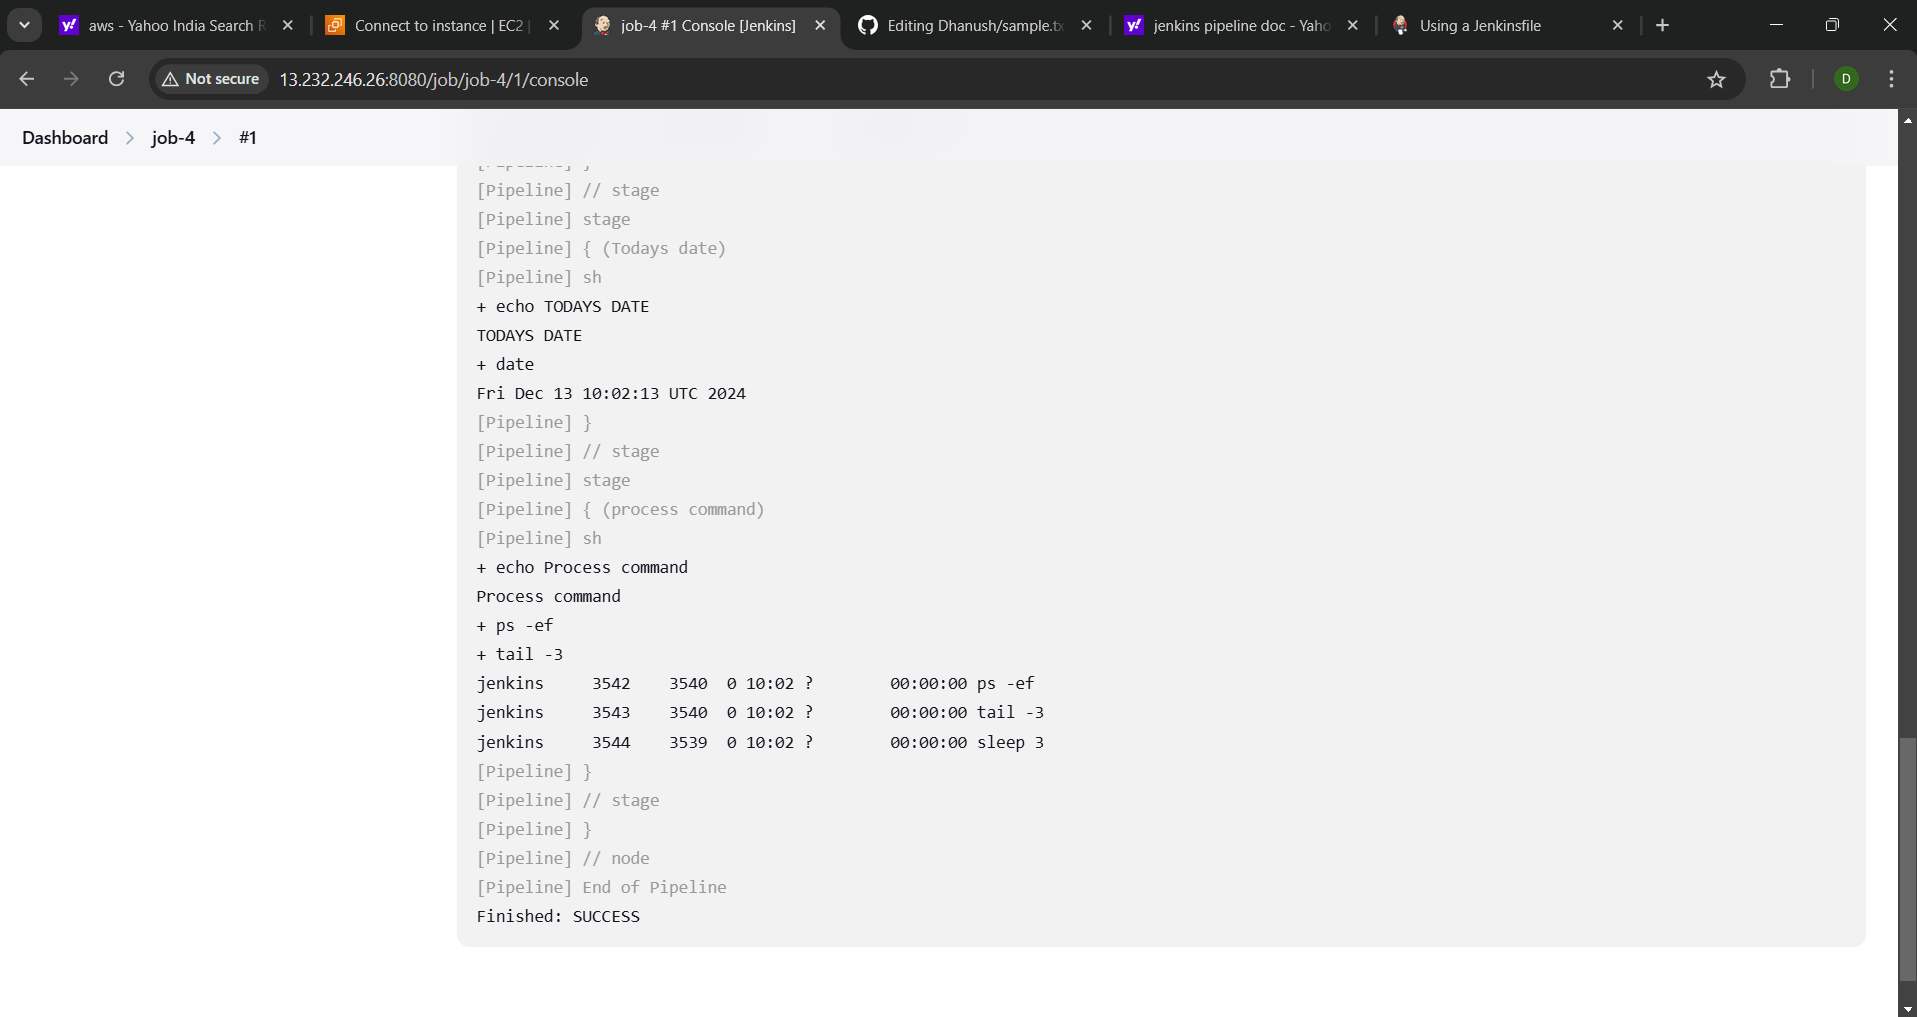 aws - Yahoo India Search R
Connect to instance | EC2 |
job-4 #1 Console [Jenkins]
Editing Dhanush/sample.tx
jenkins pipeline doc - Yaho
Using a Jenkinsfile
Not secure
13.232.246.26:8080/job/job-4/1/console
D
Dashboard > job-4 > #1
[Pipeline] }
[Pipeline] // stage
[Pipeline] stage
[Pipeline] { (Todays date)
[Pipeline] sh
+ echo TODAYS DATE
TODAYS DATE
+ date
Fri Dec 13 10:02:13 UTC 2024
[Pipeline] }
[Pipeline] // stage
[Pipeline] stage
[Pipeline] { (process command)
[Pipeline] sh
+ echo Process command
Process command
+ ps -ef
+ tail -3
jenkins     3542    3540  0 10:02 ?        00:00:00 ps -ef
jenkins     3543    3540  0 10:02 ?        00:00:00 tail -3
jenkins     3544    3539  0 10:02 ?        00:00:00 sleep 3
[Pipeline] }
[Pipeline] // stage
[Pipeline] }
[Pipeline] // node
[Pipeline] End of Pipeline
Finished: SUCCESS